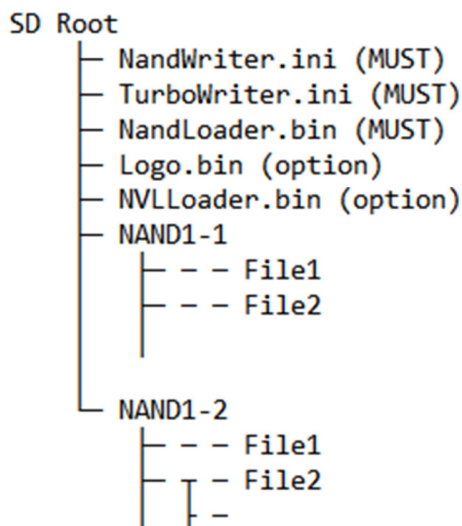 SD Root
NandWriter.ini (MUST)
TurboWriter.ini (MUST)
NandLoader.bin (MUST)
Logo.bin (option)
NVLLoader.bin (option)
NAND1-1
File1
File2
NAND1-2
File1
File2